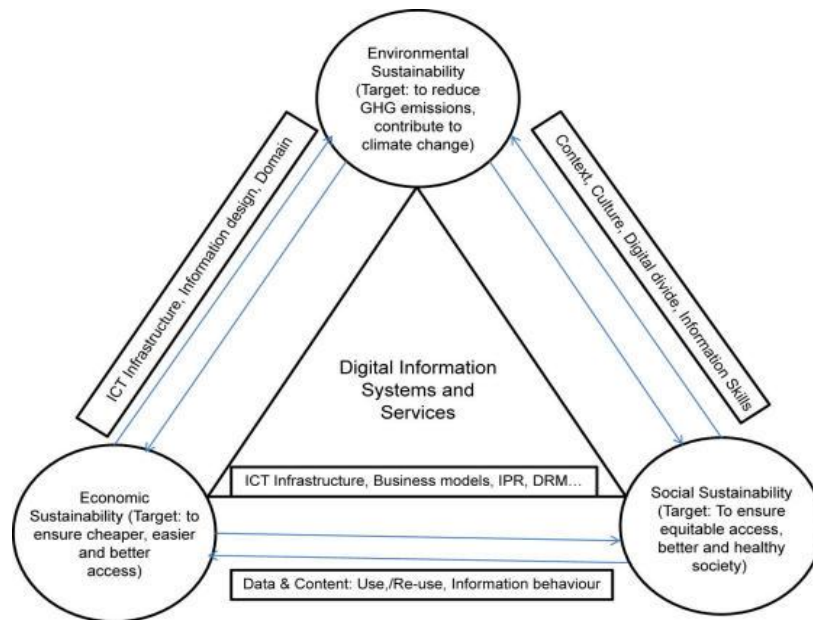 Environmental
Sustainability
(Target: to reduce
GHG emissions,
contribute to
climate change)
ICT Infrastructure, Information design, Domain
Context, Culture, Digital divide, Information Skills
Digital Information
Systems and
Services
ICT Infrastructure, Business models, IPR, DRM...
Economic
Sustainability (Target: to
ensure cheaper, easier
and better
access)
Social Sustainability
(Target: To ensure
equitable access,
better and healthy
society)
Data & Content: Use,/Re-use, Information behaviour